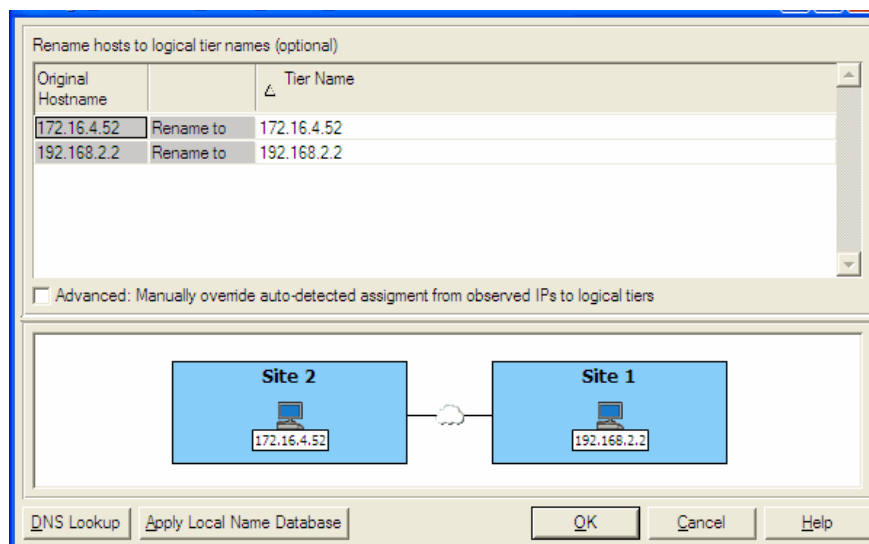 Rename hosts to logical tier names (optional)
Original Hostname Tier Name
172.16.4.52 Rename to 172.16.4.52
192.168.2.2 Rename to 192.168.2.2
Advanced: Manually override auto-detected assigment from observed IPs to logical tiers
Site 2 Site 1
172.16.4.52 192.168.2.2
DNS Lookup Apply Local Name Database OK Cancel Help